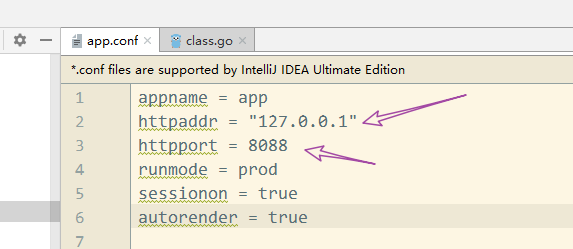 app.conf class.go
*.conf files are supported by IntelliJ IDEA Ultimate Edition
1 appname = app
2 httpaddr = "127.0.0.1"
3 httpport = 8088
4 runmode = prod
5 sessionon = true
6 autorender = true
7